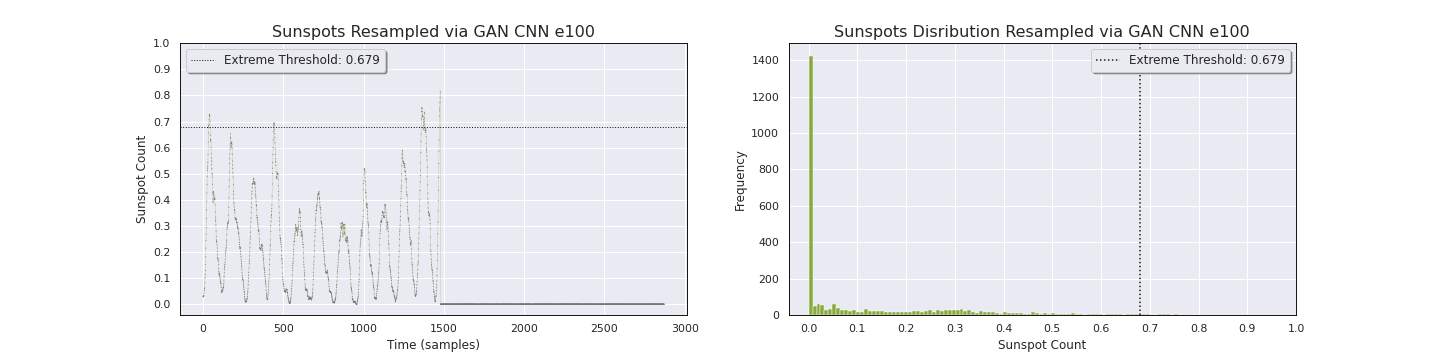 Sunspots Resampled via GAN CNN e100
Extreme Threshold: 0.679
1.0
0.9
0.8
0.7
0.6
0.5
0.4
0.3
0.2
0.1
0.0
Sunspot Count
0 500 1000 1500 2000 2500 3000
Time (samples)
Sunspots Disribution Resampled via GAN CNN e100
Extreme Threshold: 0.679
1400
1200
1000
800
600
400
200
0
Frequency
0.0 0.1 0.2 0.3 0.4 0.5 0.6 0.7 0.8 0.9 1.0
Sunspot Count